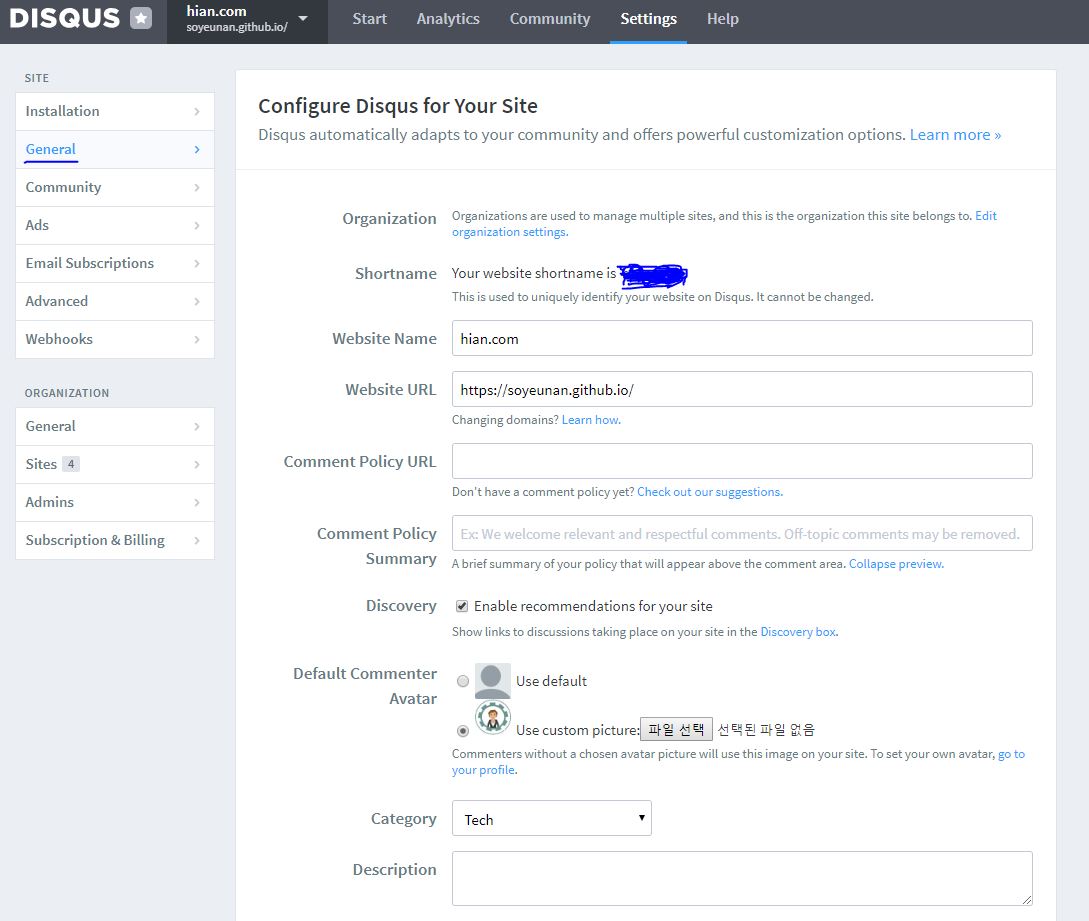 DISQUS
hian.com
soyeunan.github.io/
Start
Analytics
Community
Settings
Help
SITE
Installation
General
Community
Ads
Email Subscriptions
Advanced
Webhooks
ORGANIZATION
General
Sites 4
Admins
Subscription & Billing
Configure Disqus for Your Site
Disqus automatically adapts to your community and offers powerful customization options. Learn more »
Organization
Organizations are used to manage multiple sites, and this is the organization this site belongs to. Edit
organization settings.
Shortname
Your website shortname is
This is used to uniquely identify your website on Disqus. It cannot be changed.
Website Name
hian.com
Website URL
https://soyeunan.github.io/
Changing domains? Learn how.
Comment Policy URL
Don't have a comment policy yet? Check out our suggestions.
Comment Policy
Summary
Ex: We welcome relevant and respectful comments. Off-topic comments may be removed.
A brief summary of your policy that will appear above the comment area. Collapse preview.
Discovery
Enable recommendations for your site
Show links to discussions taking place on your site in the Discovery box.
Default Commenter
Avatar
Use default
Use custom picture: 파일 선택 선택된 파일 없음
Commenters without a chosen avatar picture will use this image on your site. To set your own avatar, go to
your profile.
Category
Tech
Description